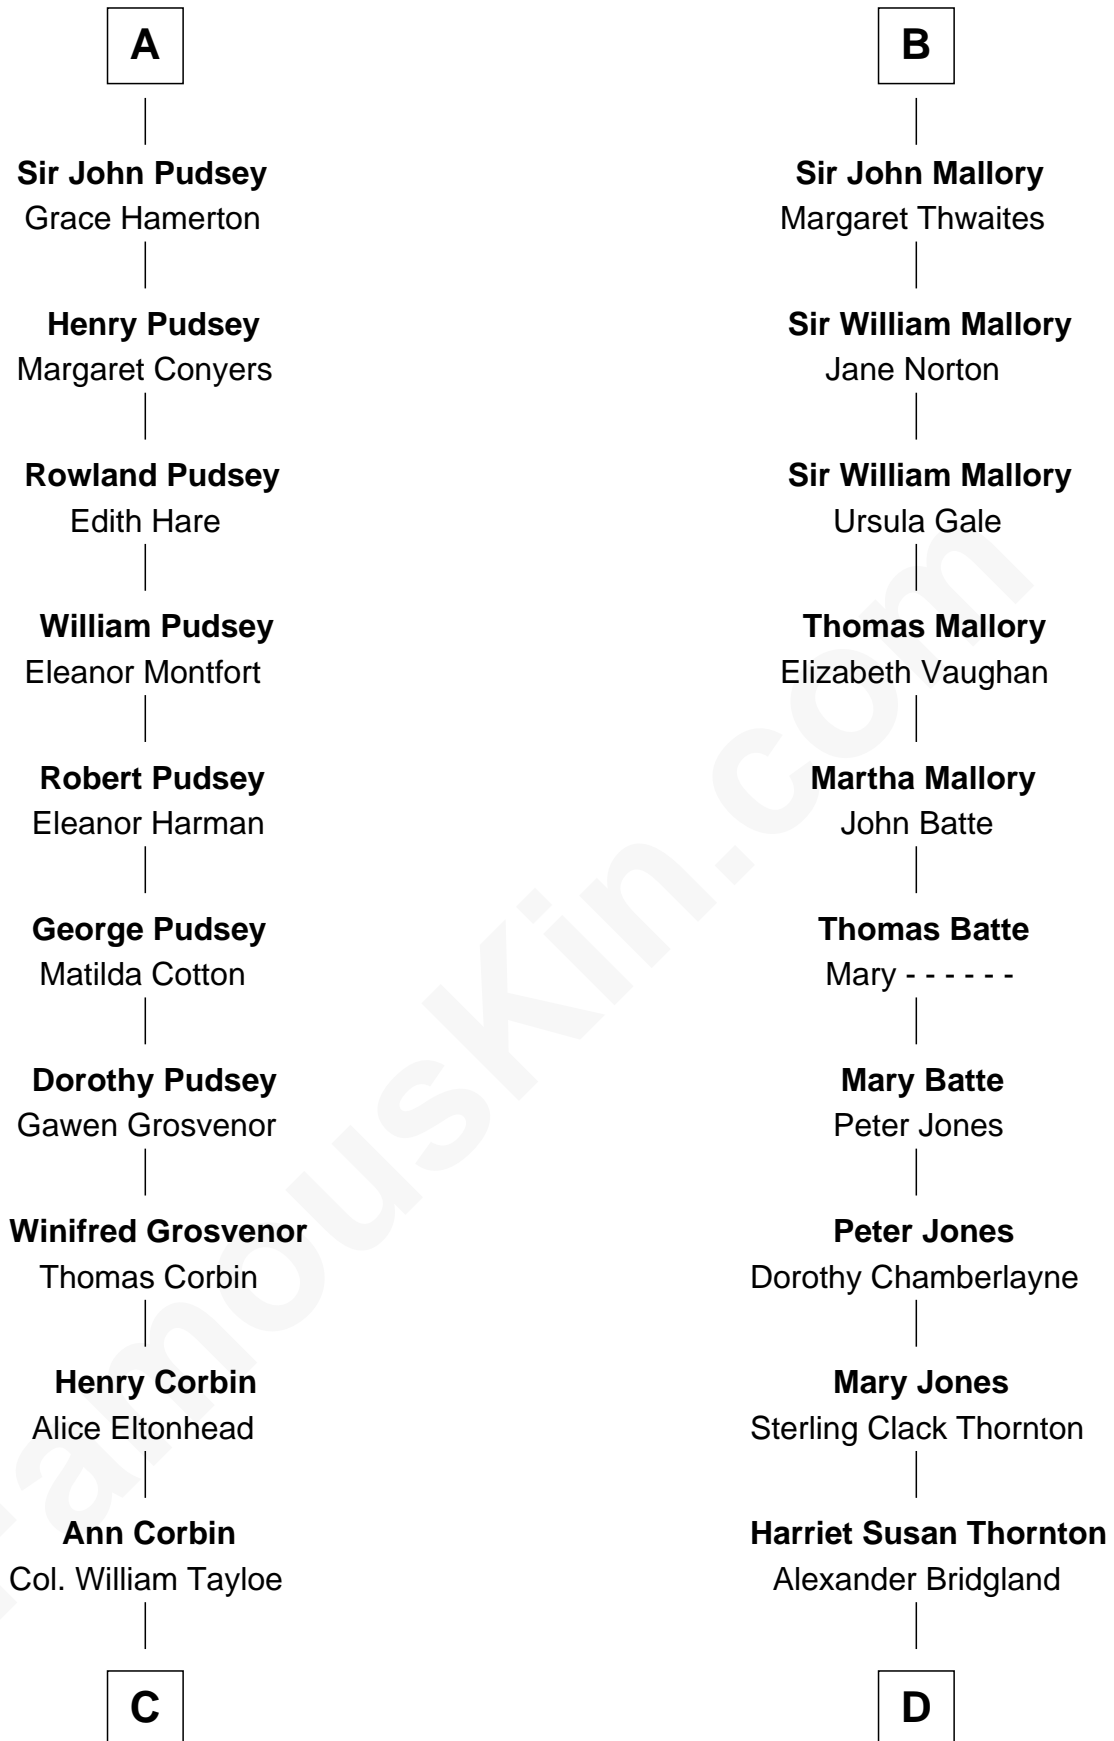 A
Sir John Pudsey
Grace Hamerton
Henry Pudsey
Margaret Conyers
Rowland Pudsey
Edith Hare
William Pudsey
Eleanor Montfort
Robert Pudsey
Eleanor Harman
George Pudsey
Matilda Cotton
Dorothy Pudsey
Gawen Grosvenor
Winifred Grosvenor
Thomas Corbin
Henry Corbin
Alice Eltonhead
Ann Corbin
Col. William Tayloe
C
B
Sir John Mallory
Margaret Thwaites
Sir William Mallory
Jane Norton
Sir William Mallory
Ursula Gale
Thomas Mallory
Elizabeth Vaughan
Martha Mallory
John Batte
Thomas Batte
Mary - - - - - -
Mary Batte
Peter Jones
Peter Jones
Dorothy Chamberlayne
Mary Jones
Sterling Clack Thornton
Harriet Susan Thornton
Alexander Bridgland
D
FamousKin.com